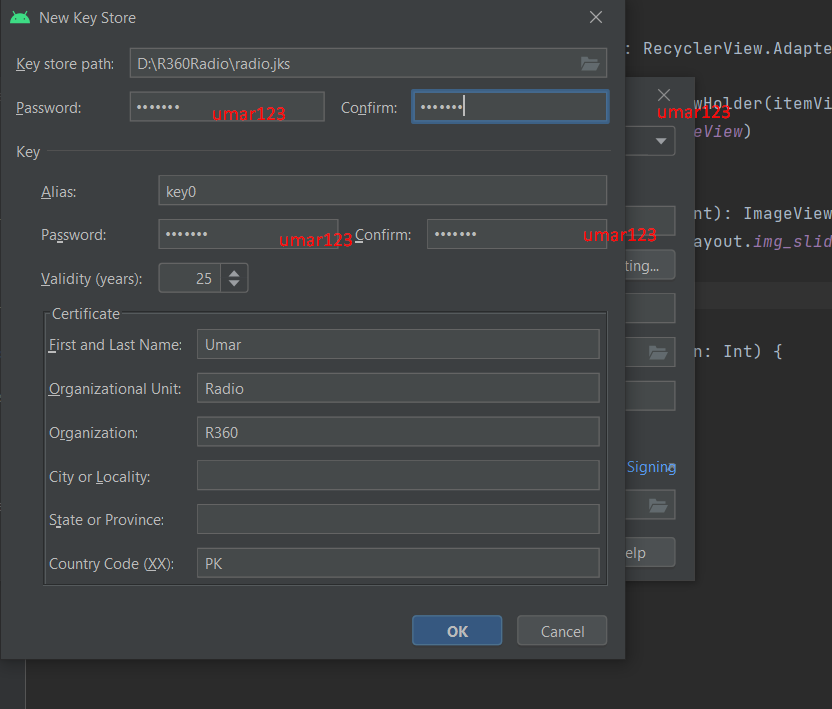 New Key Store
Key store path: D:\R360Radio\radio.jks
: RecyclerView.Adapte
Password: ••••••• umar123 Confirm: •••••••
wHolder(itemVi
umar123
eView)
Key
Alias: key0
nt): ImageView
Password: ••••••• umar123 Confirm: ••••••• umar123
ayout.img_slid
ting...
Validity (years): 25
Certificate
First and Last Name: Umar
n: Int) {
Organizational Unit: Radio
Organization: R360
City or Locality:
Signing
State or Province:
elp
Country Code (XX): PK
OK Cancel